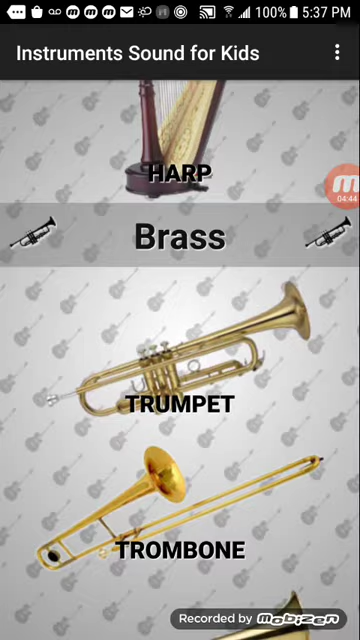 100% 5:37 PM
Instruments Sound for Kids
HARP
04:44
Brass
TRUMPET
TROMBONE
Recorded by Mobizen